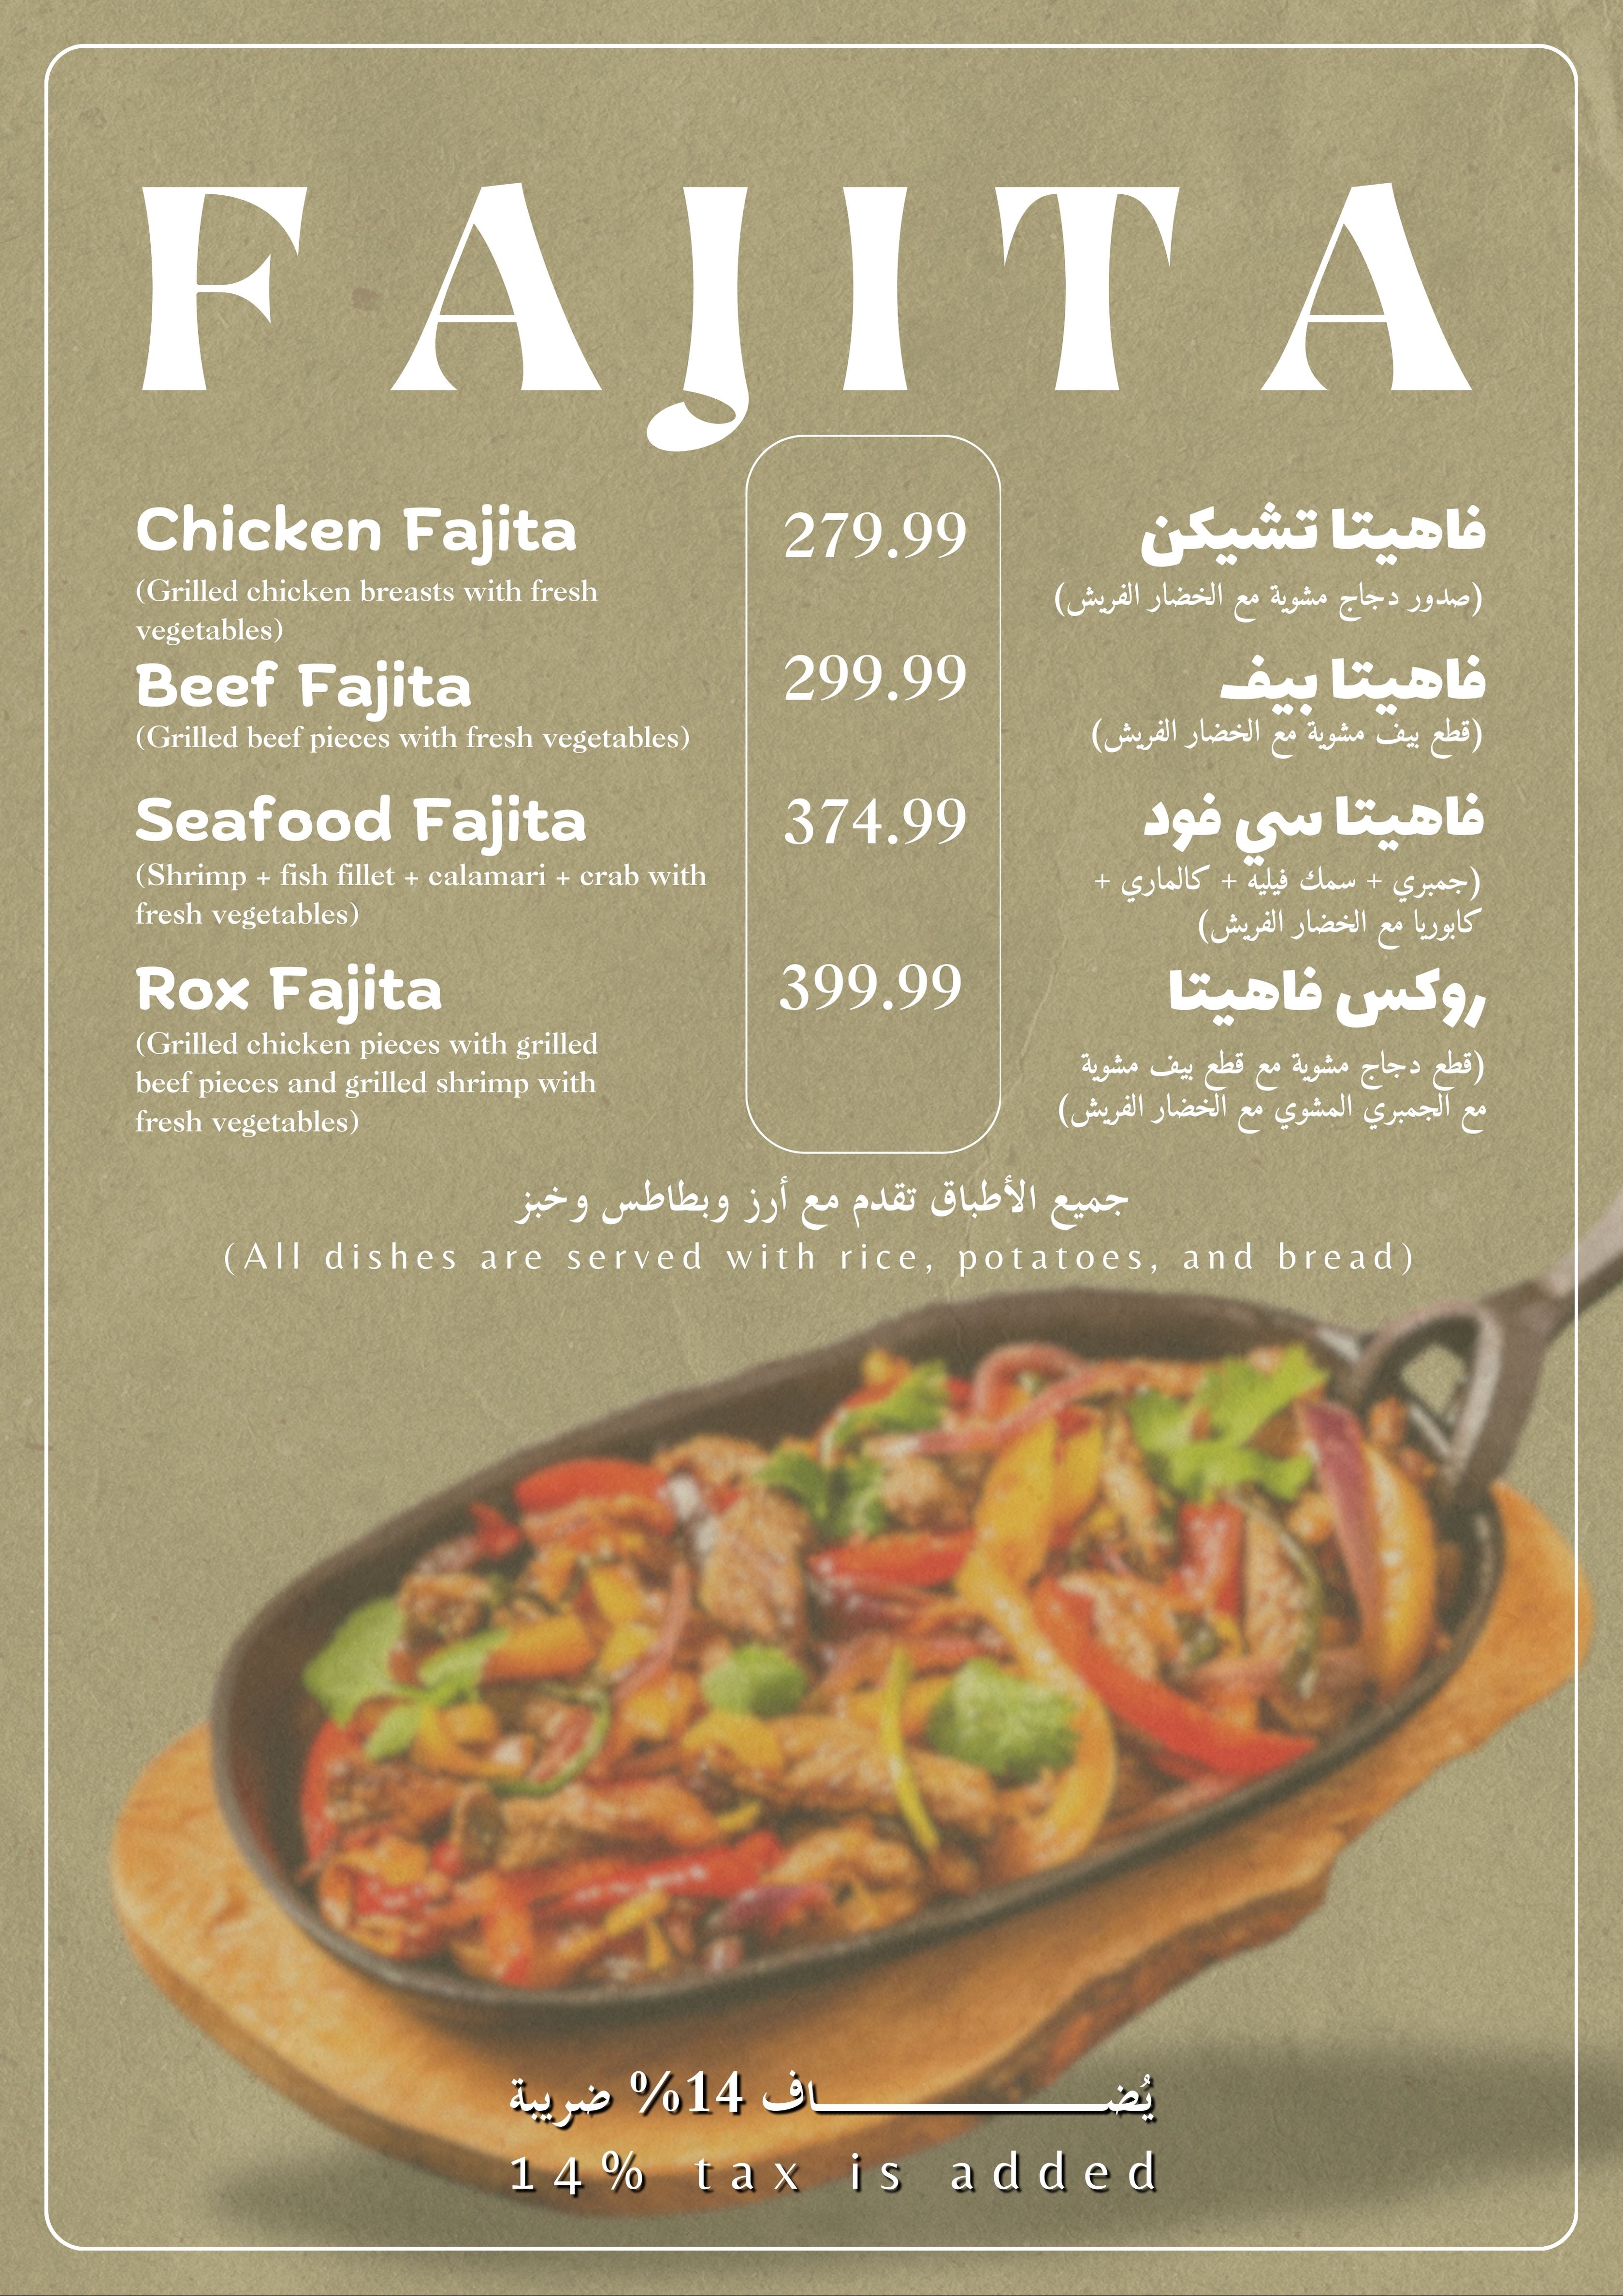 FAJITA
Chicken Fajita
279.99
فاهيتا تشيكن
(Grilled chicken breasts with fresh
vegetables)
(صدور دجاج مشوية مع الخضار الفريش)
Beef Fajita
299.99
فاهيتا بيف
(Grilled beef pieces with fresh vegetables)
(قطع بيف مشوية مع الخضار الفريش)
Seafood Fajita
374.99
فاهيتا سي فود
(Shrimp + fish fillet + calamari + crab with
fresh vegetables)
(جمبري + سمك فيليه + كالماري +
كابوريا مع الخضار الفريش)
Rox Fajita
399.99
روكس فاهيتا
(Grilled chicken pieces with grilled
beef pieces and grilled shrimp with
fresh vegetables)
(قطع دجاج مشوية مع قطع بيف مشوية
مع الجمبري المشوي مع الخضار الفريش)
جميع الأطباق تقدم مع أرز وبطاطس وخبز
(All dishes are served with rice, potatoes, and bread)
يُضـــــــــــــاف 14% ضريبة
14% tax is added